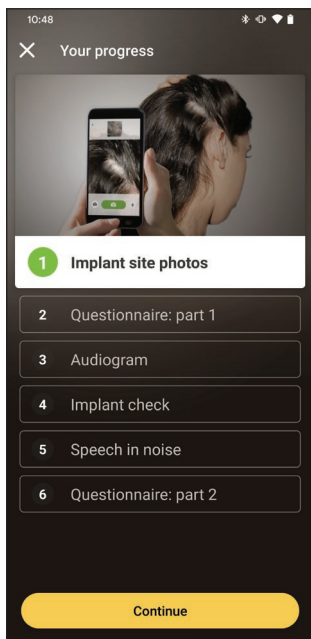 10:48
Your progress
1 Implant site photos
2 Questionnaire: part 1
3 Audiogram
4 Implant check
5 Speech in noise
6 Questionnaire: part 2
Continue